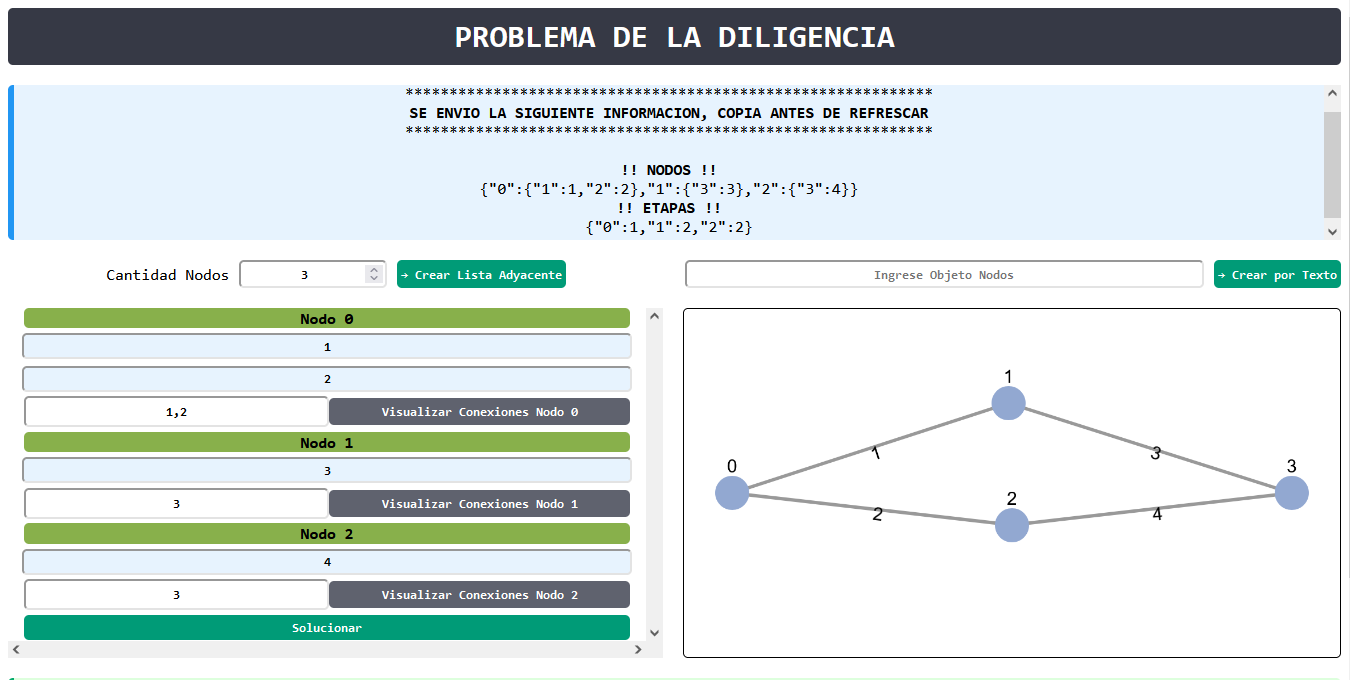 PROBLEMA DE LA DILIGENCIA
************************************************************
SE ENVIO LA SIGUIENTE INFORMACION, COPIA ANTES DE REFRESCAR
************************************************************
!! NODOS !!
{"0":{"1":1,"2":2},"1":{"3":3},"2":{"3":4}}
!! ETAPAS !!
{"0":1,"1":2,"2":2}
Cantidad Nodos 3 → Crear Lista Adyacente
Ingrese Objeto Nodos → Crear por Texto
Nodo 0
1
2
1,2 Visualizar Conexiones Nodo 0
Nodo 1
3
3 Visualizar Conexiones Nodo 1
Nodo 2
4
3 Visualizar Conexiones Nodo 2
Solucionar
1
1
3
0
3
2
2
4